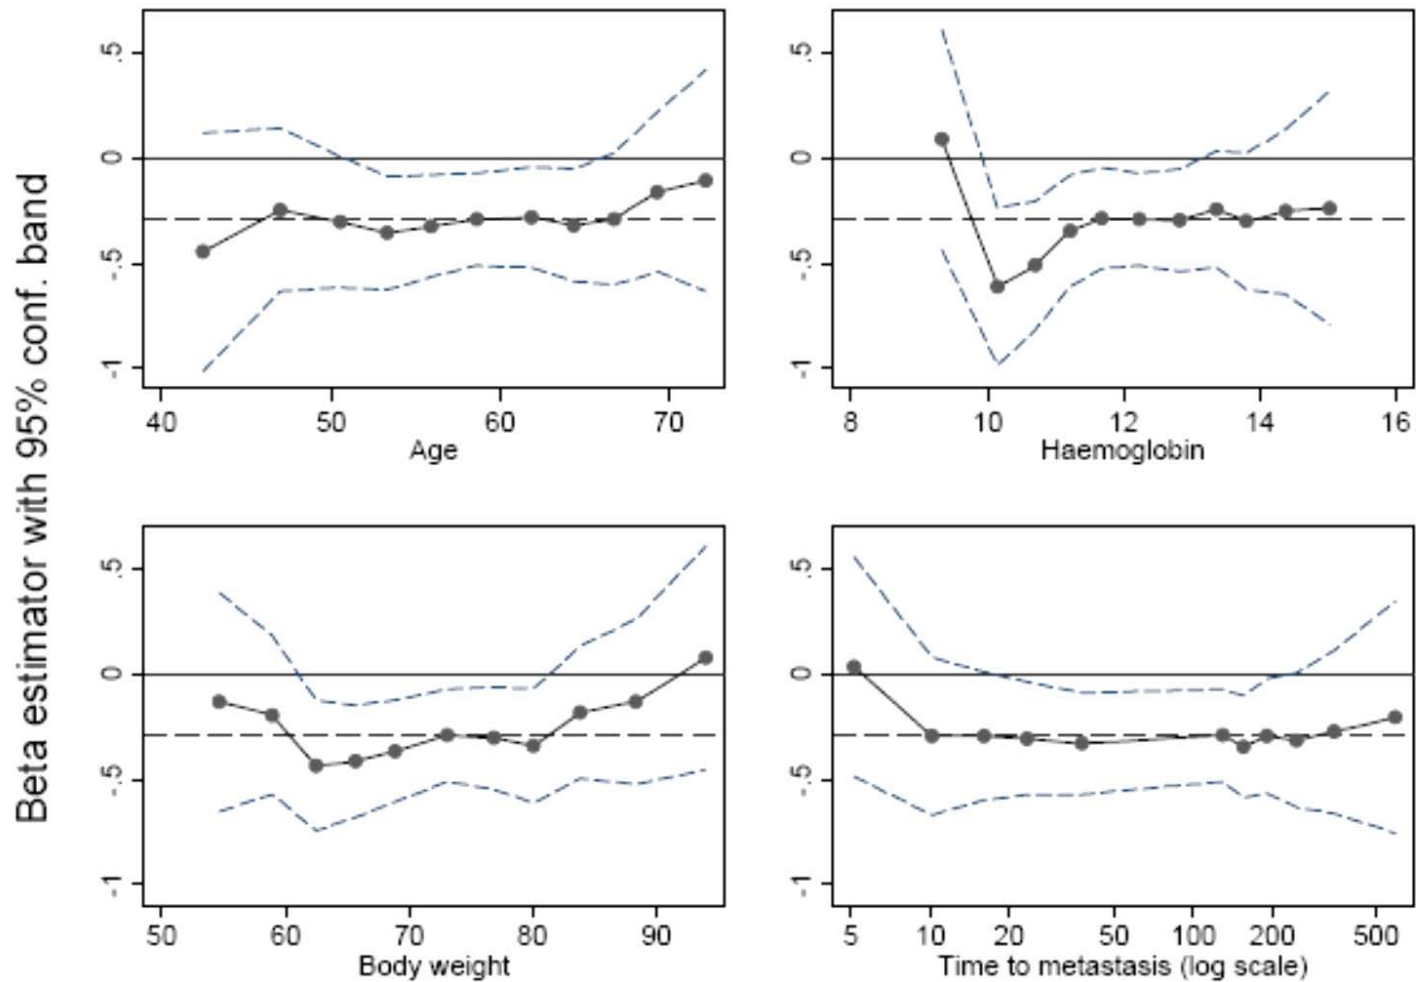 Beta estimator with 95% conf. band
.5
0
-.5
-1
40 50 60 70
Age
.5
0
-.5
-1
8 10 12 14 16
Haemoglobin
.5
0
-.5
-1
50 60 70 80 90
Body weight
.5
0
-.5
-1
5 10 20 50 100 200 500
Time to metastasis (log scale)